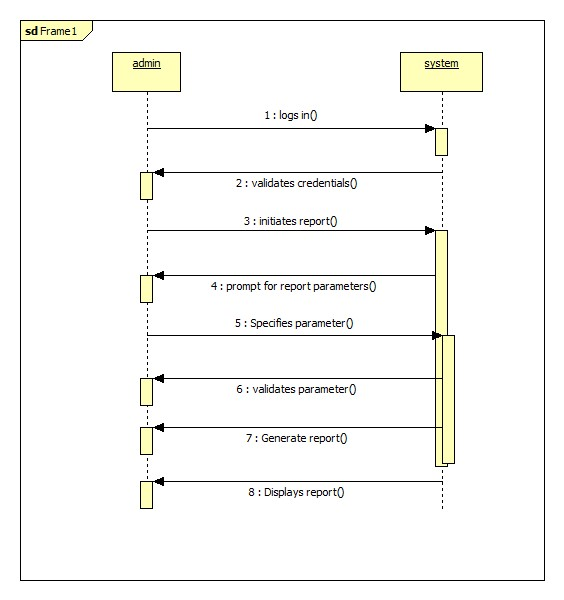 sd Frame1
admin
system
1 : logs in()
2 : validates credentials()
3 : initiates report()
4 : prompt for report parameters()
5 : Specifies parameter()
6 : validates parameter()
7 : Generate report()
8 : Displays report()